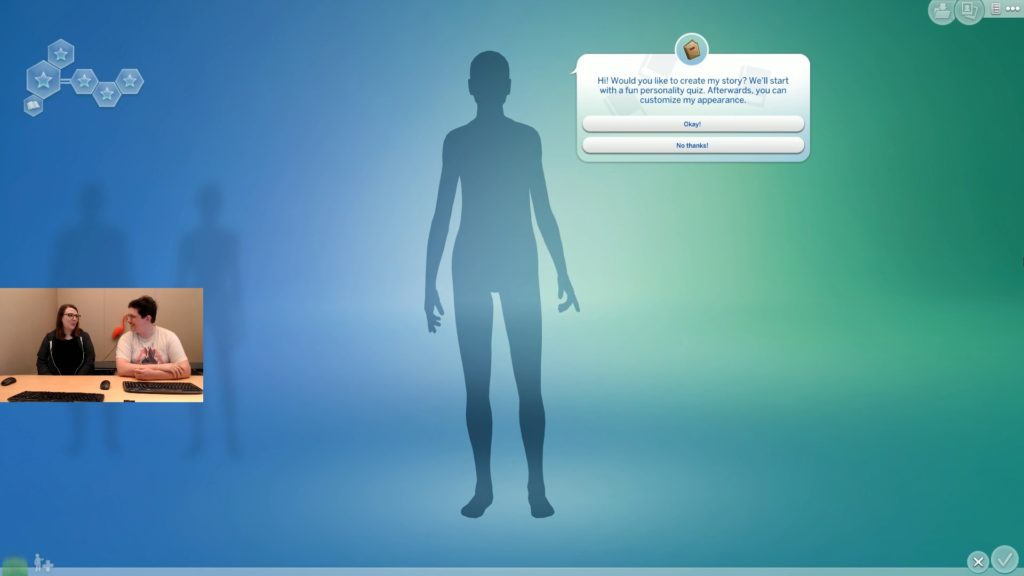 Hi! Would you like to create my story? We'll start
with a fun personality quiz. Afterwards, you can
customize my appearance.
Okay!
No thanks!